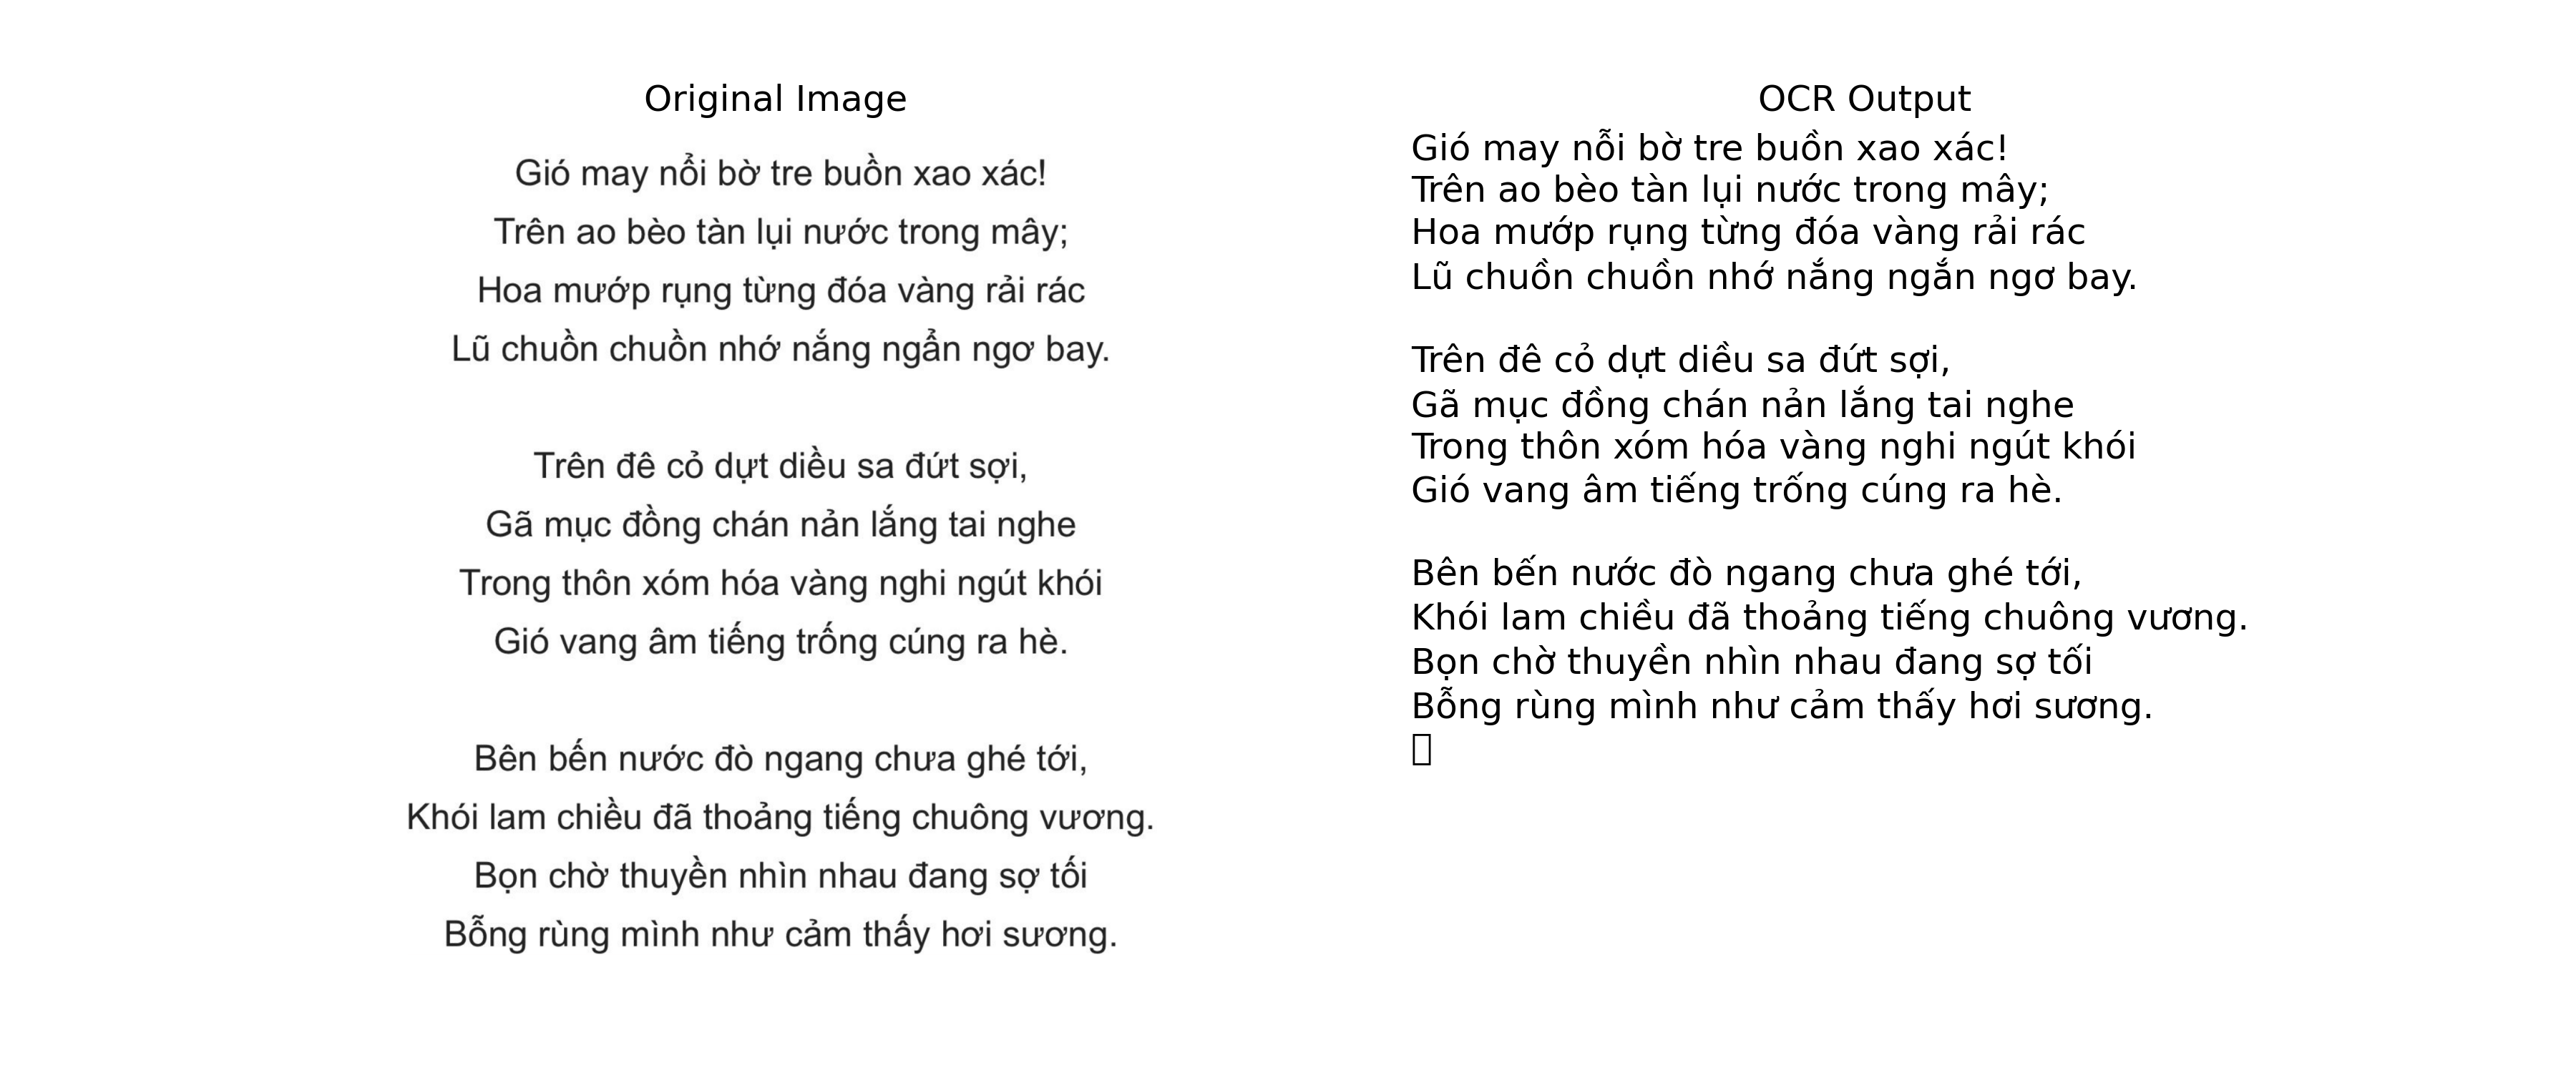 Original Image
Gió may nổi bờ tre buồn xao xác!
Trên ao bèo tàn lụi nước trong mây;
Hoa mướp rụng từng đóa vàng rải rác
Lũ chuồn chuồn nhớ nắng ngẩn ngơ bay.
Trên đê cỏ dựt diều sa đứt sợi,
Gã mục đồng chán nản lắng tai nghe
Trong thôn xóm hóa vàng nghi ngút khói
Gió vang âm tiếng trống cúng ra hè.
Bên bến nước đò ngang chưa ghé tới,
Khói lam chiều đã thoảng tiếng chuông vương.
Bọn chờ thuyền nhìn nhau đang sợ tối
Bỗng rùng mình như cảm thấy hơi sương.
OCR Output
Gió may nỗi bờ tre buồn xao xác!
Trên ao bèo tàn lụi nước trong mây;
Hoa mướp rụng từng đóa vàng rải rác
Lũ chuồn chuồn nhớ nắng ngắn ngơ bay.
Trên đê cỏ dựt diều sa đứt sợi,
Gã mục đồng chán nản lắng tai nghe
Trong thôn xóm hóa vàng nghi ngút khói
Gió vang âm tiếng trống cúng ra hè.
Bên bến nước đò ngang chưa ghé tới,
Khói lam chiều đã thoảng tiếng chuông vương.
Bọn chờ thuyền nhìn nhau đang sợ tối
Bỗng rùng mình như cảm thấy hơi sương.